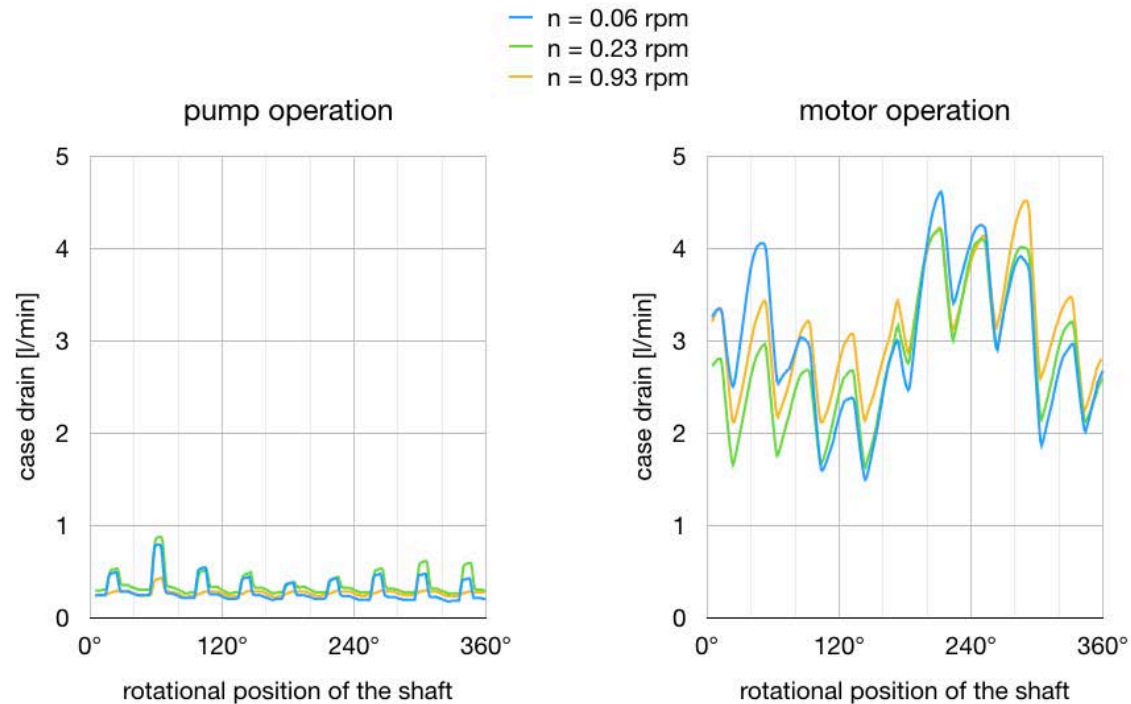 n = 0.06 rpm
n = 0.23 rpm
n = 0.93 rpm
pump operation
5
4
3
2
1
0
case drain [l/min]
0° 120° 240° 360°
rotational position of the shaft
motor operation
5
4
3
2
1
0
case drain [l/min]
0° 120° 240° 360°
rotational position of the shaft